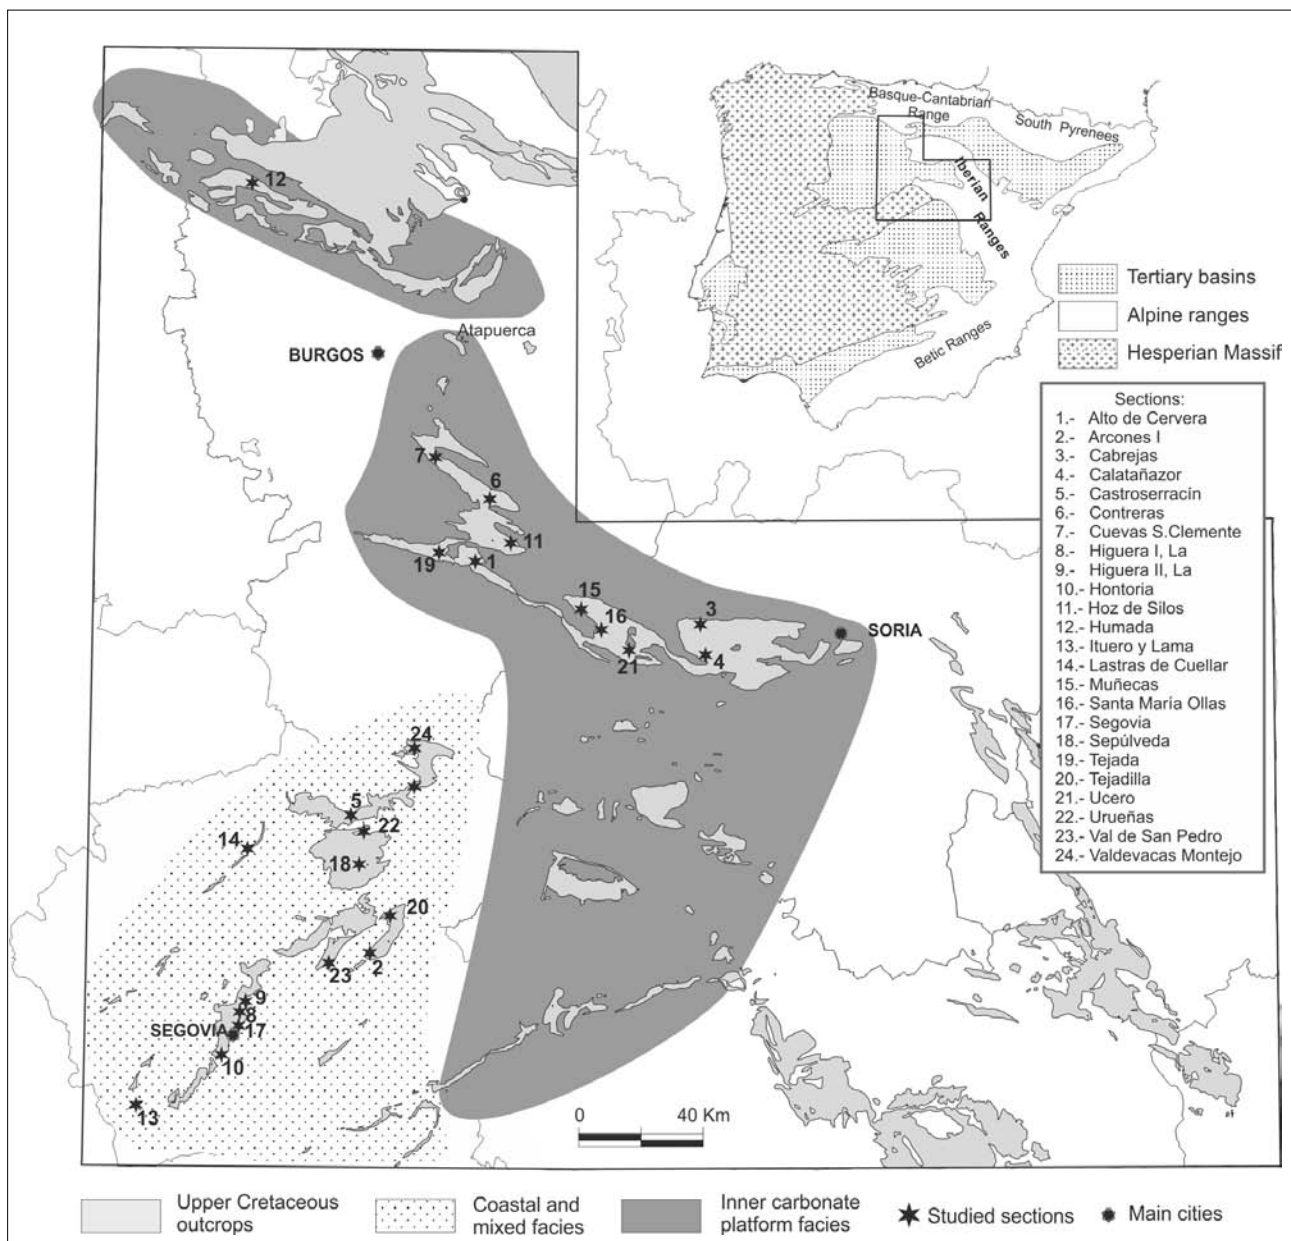 Basque-Cantabrian
Range
South Pyrenees
Iberian
Ranges
Betic Ranges
Tertiary basins
Alpine ranges
Hesperian Massif
12
Atapuerca
BURGOS
7
6
11
19
1
15
16
21
3
4
SORIA
24
5
22
14
18
20
2
23
9
8
SEGOVIA
17
10
13
Sections:
1.- Alto de Cervera
2.- Arcones I
3.- Cabrejas
4.- Calatañazor
5.- Castroserracín
6.- Contreras
7.- Cuevas S.Clemente
8.- Higuera I, La
9.- Higuera II, La
10.- Hontoria
11.- Hoz de Silos
12.- Humada
13.- Ituero y Lama
14.- Lastras de Cuellar
15.- Muñecas
16.- Santa María Ollas
17.- Segovia
18.- Sepúlveda
19.- Tejada
20.- Tejadilla
21.- Ucero
22.- Urueñas
23.- Val de San Pedro
24.- Valdevacas Montejo
0 40 Km
Upper Cretaceous
outcrops
Coastal and
mixed facies
Inner carbonate
platform facies
Studied sections
Main cities